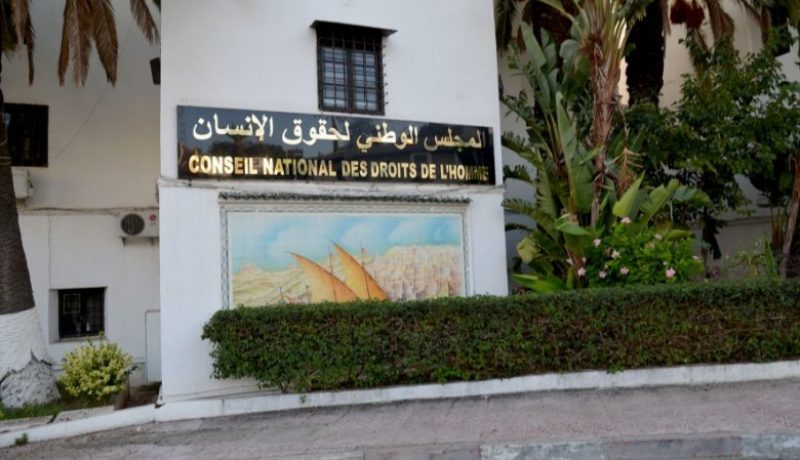 المجلس الوطني لحقوق الإنسان
CONSEIL NATIONAL DES DROITS DE L'HOMME